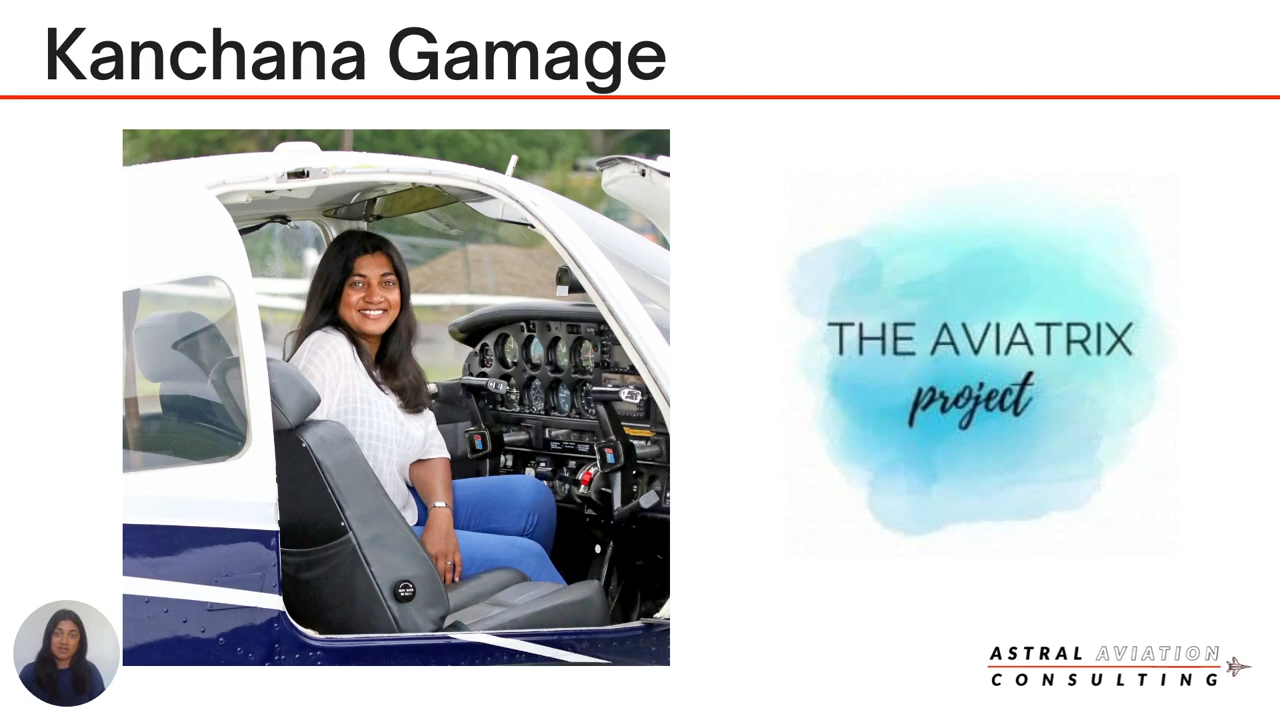 Kanchana Gamage
THE AVIATRIX
project
ASTRAL AVIATION
CONSULTING